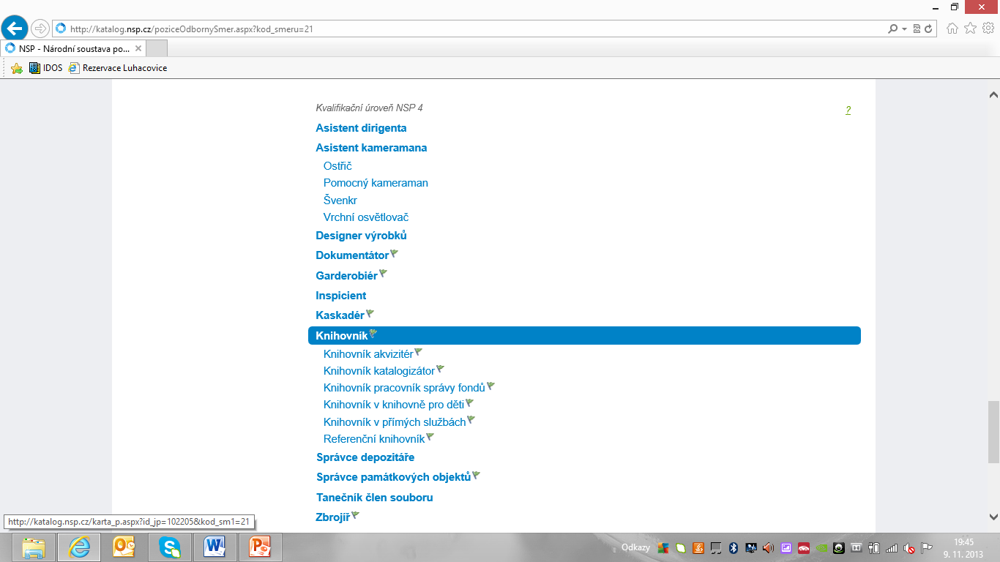 http://katalog.nsp.cz/poziceOdbornySmer.aspx?kod_smeru=21
NSP - Národní soustava po...
IDOS
Rezervace Luhacovice
Kvalifikační úroveň NSP 4
?
Asistent dirigenta
Asistent kameramana
Ostřič
Pomocný kameraman
Švenkr
Vrchní osvětlovač
Designer výrobků
Dokumentátor
Garderobiér
Inspicient
Kaskadér
Knihovník
Knihovník akvizitér
Knihovník katalogizátor
Knihovník pracovník správy fondů
Knihovník v knihovně pro děti
Knihovník v přímých službách
Referenční knihovník
Správce depozitáře
Správce památkových objektů
Tanečník člen souboru
Zbrojíř
http://katalog.nsp.cz/karta_p.aspx?id_jp=102205&kod_sm1=21
Odkazy
19:45
9. 11. 2013